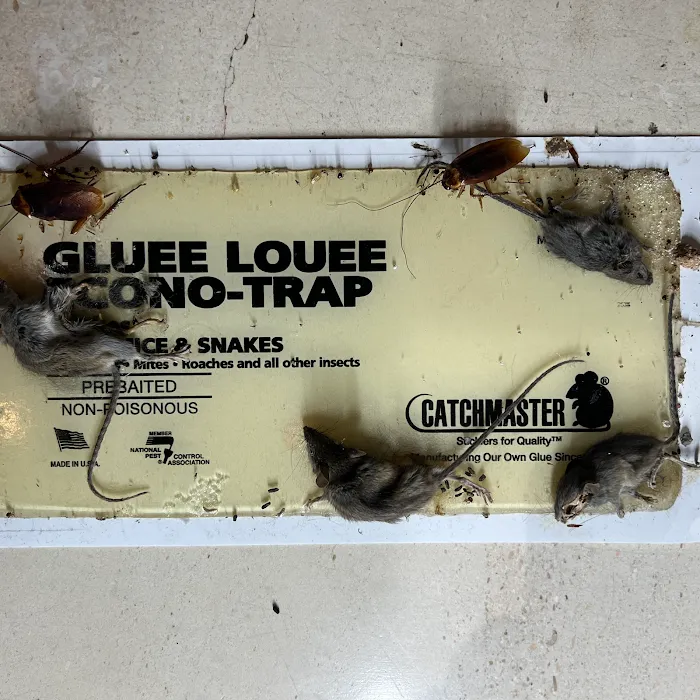 GLUEE LOUEE
CONO-TRAP
ICE & SNAKES
Mites • Roaches and all other insects
PREBAITED
NON-POISONOUS
MADE IN U.S.
MEMBER
NATIONAL
PEST CONTROL
ASSOCIATION
CATCHMASTER®
Suckers for Quality™
Manufacturing Our Own Glue Since